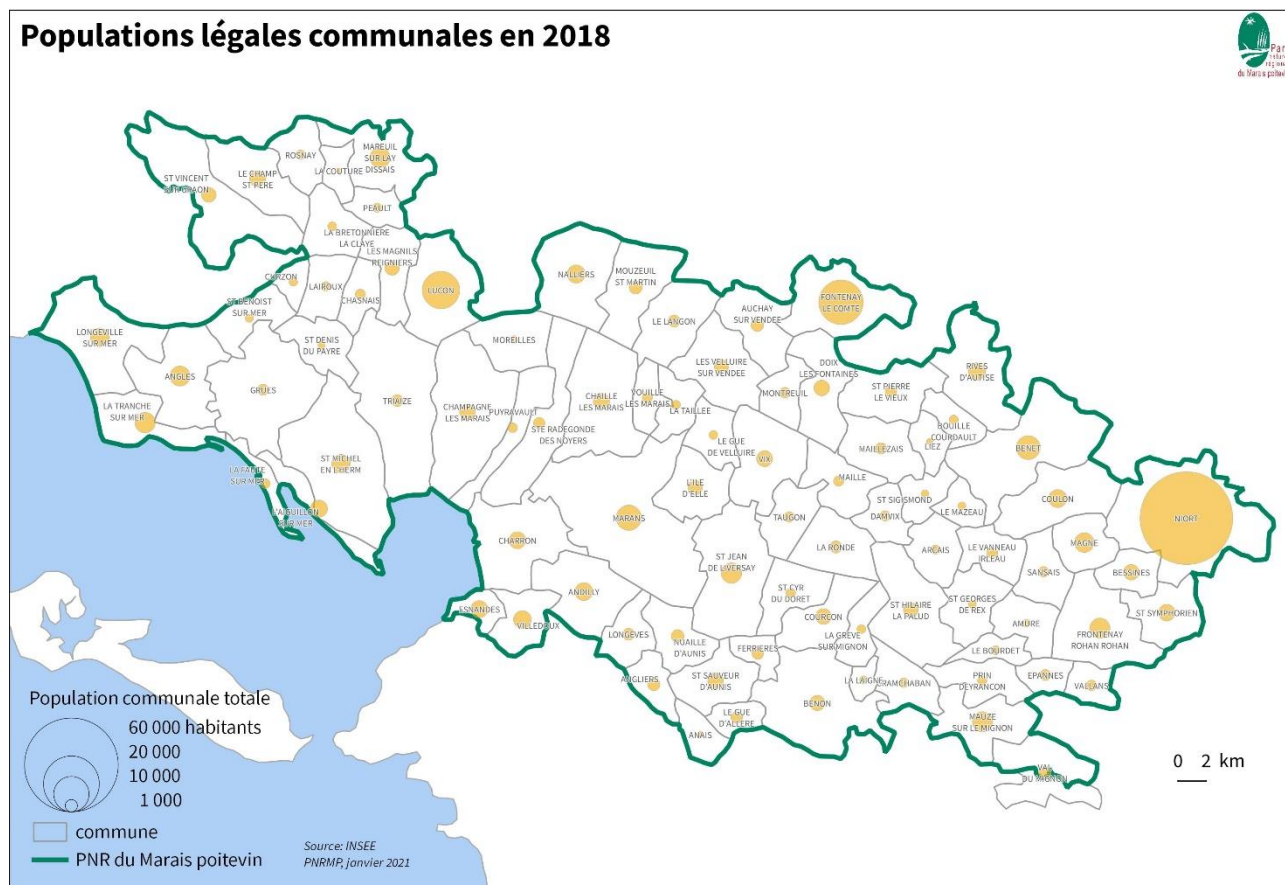 Populations légales communales en 2018
Parc
naturel
régional
du Marais poitevin
ROSNAY
MAREUIL
SUR LAY
DISSAIS
LA COUTURE
LE CHAMP
ST PERE
ST VINCENT
SUR GRAON
PEAULT
LA BRETONNIERE
LA CLAYE
LES MAGNILS
REIGNIERS
CURZON
LAIROUX
CHASNAIS
LUCON
NALLIERS
MOUZEUIL
ST MARTIN
FONTENAY
LE COMTE
AUCHAY
SUR VENDEE
LE LANGON
ST BENOIST
SUR MER
LONGEVILLE
SUR MER
ST DENIS
DU PAYRE
MOREILLES
ANGLES
GRUES
LES VELLUIRE
SUR VENDEE
DOIX
LES FONTAINES
MONTREUIL
ST PIERRE
LE VIEUX
RIVES
D'AUTISE
LA TRANCHE
SUR MER
TRIAIZE
CHAMPAGNE
LES MARAIS
PUYRAVAULT
STE RADEGONDE
DES NOYERS
CHAILLE
LES MARAIS
VOUILLE
LES MARAIS
LA TAILLEE
LE GUE
DE VELLUIRE
BOUILLE
COURDAULT
LIEZ
MAILLEZAIS
BENET
ST MICHEL
EN L'HERM
LA FAUTE
SUR MER
L'AIGUILLON
SUR MER
VIX
L'ILE
D'ELLE
MAILLE
ST SIGISMOND
DAMVIX
LE MAZEAU
COULON
NIORT
MARANS
TAUGON
CHARRON
LA RONDE
ARCAIS
LE VANNEAU
IRLEAU
MAGNE
SANSAIS
BESSINES
ST JEAN
DE LIVERSAY
ANDILLY
ST CYR
DU DORET
ESNANDES
VILLEDOUX
COURCON
ST HILAIRE
LA PALUD
ST GEORGES
DE REX
AMURE
ST SYMPHORIEN
FRONTENAY
ROHAN ROHAN
LONGEVES
NUAILLE
D'AUNIS
FERRIERES
LA GREVE
SUR MIGNON
LE BOURDET
ANGLIERS
ST SAUVEUR
D'AUNIS
LA LAIGNE
CRAMCHABAN
PRIN
DEYRANCON
EPANNES
VALLANS
BENON
LE GUE
D'ALLERE
ANAIS
MAUZE
SUR LE MIGNON
VAL
DU MIGNON
0 2 km
Population communale totale
60 000 habitants
20 000
10 000
1 000
commune
PNR du Marais poitevin
Source: INSEE
PNRMP, janvier 2021